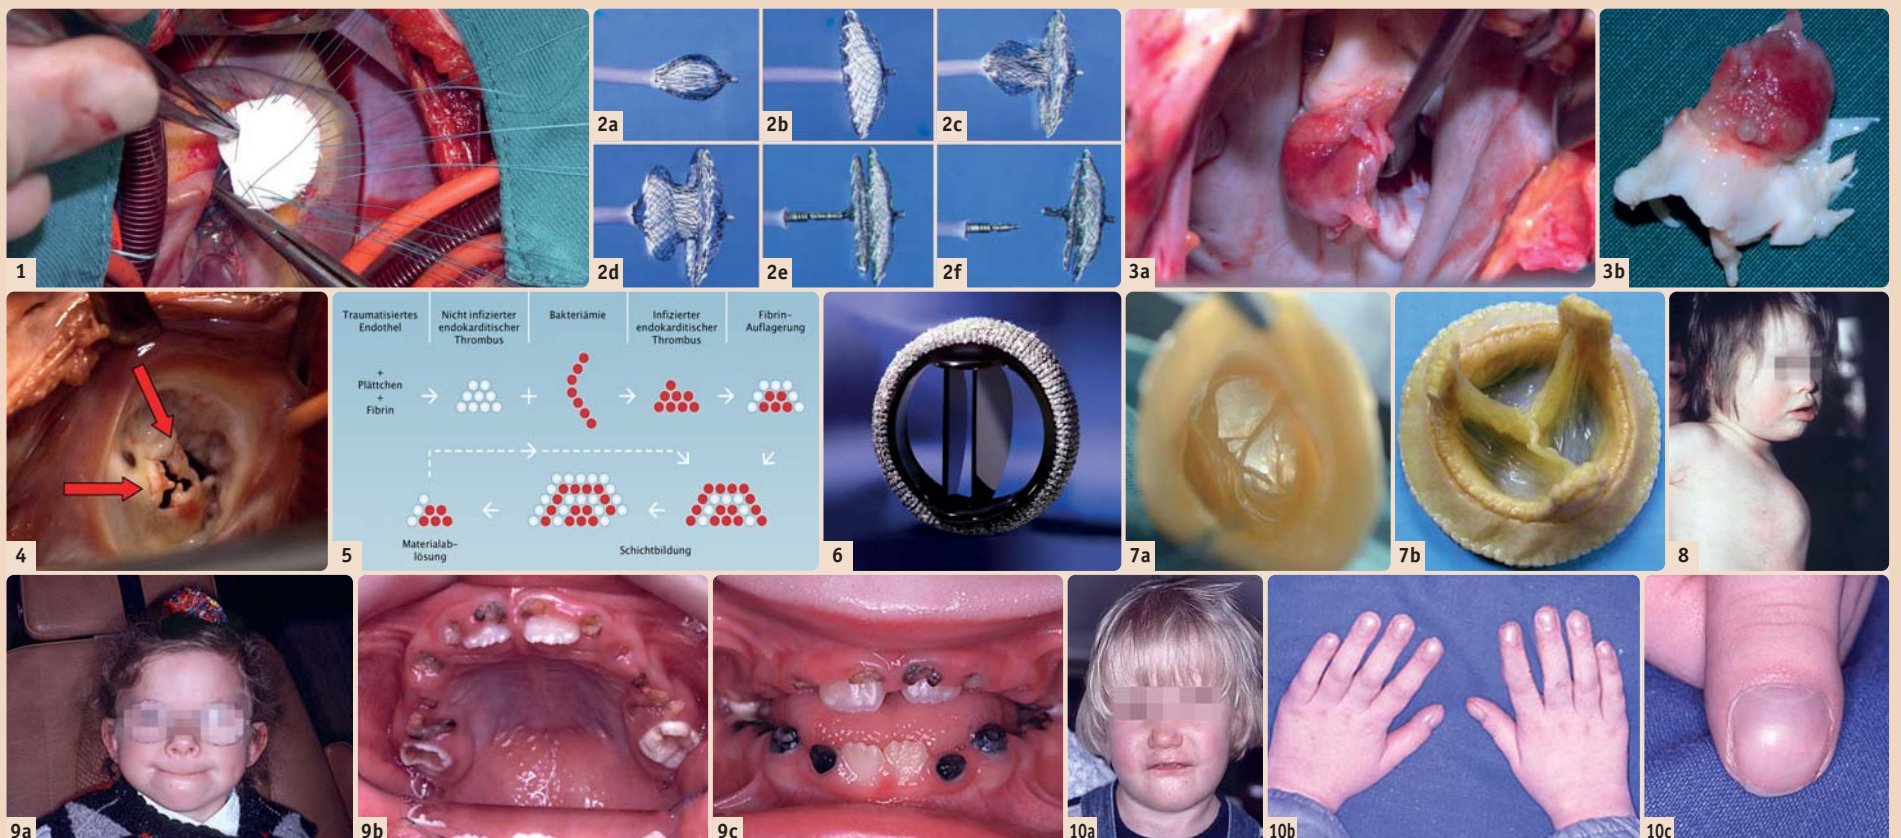 1
2a
2b
2c
2d
2e
2f
3a
3b
4
5
Traumatisiertes
Endothel
Nicht infizierter
endokarditischer
Thrombus
Bakteriämie
Infizierter
endokarditischer
Thrombus
Fibrin-
Auflagerung
+
Plättchen
+
Fibrin
+
Materialab-
lösung
Schichtbildung
6
7a
7b
8
9a
9b
9c
10a
10b
10c